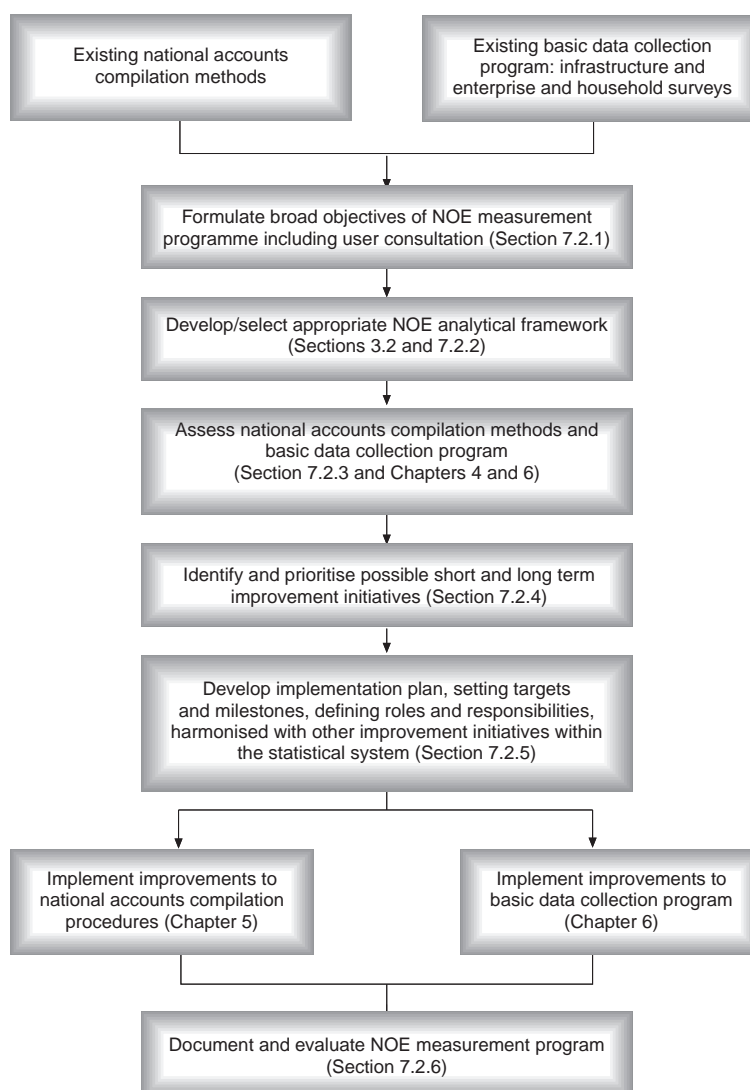 Existing national accounts
compilation methods
Existing basic data collection
program: infrastructure and
enterprise and household surveys
Formulate broad objectives of NOE measurement
programme including user consultation (Section 7.2.1)
Develop/select appropriate NOE analytical framework
(Sections 3.2 and 7.2.2)
Assess national accounts compilation methods and
basic data collection program
(Section 7.2.3 and Chapters 4 and 6)
Identify and prioritise possible short and long term
improvement initiatives (Section 7.2.4)
Develop implementation plan, setting targets
and milestones, defining roles and responsibilities,
harmonised with other improvement initiatives within
the statistical system (Section 7.2.5)
Implement improvements to
national accounts compilation
procedures (Chapter 5)
Implement improvements to
basic data collection program
(Chapter 6)
Document and evaluate NOE measurement program
(Section 7.2.6)